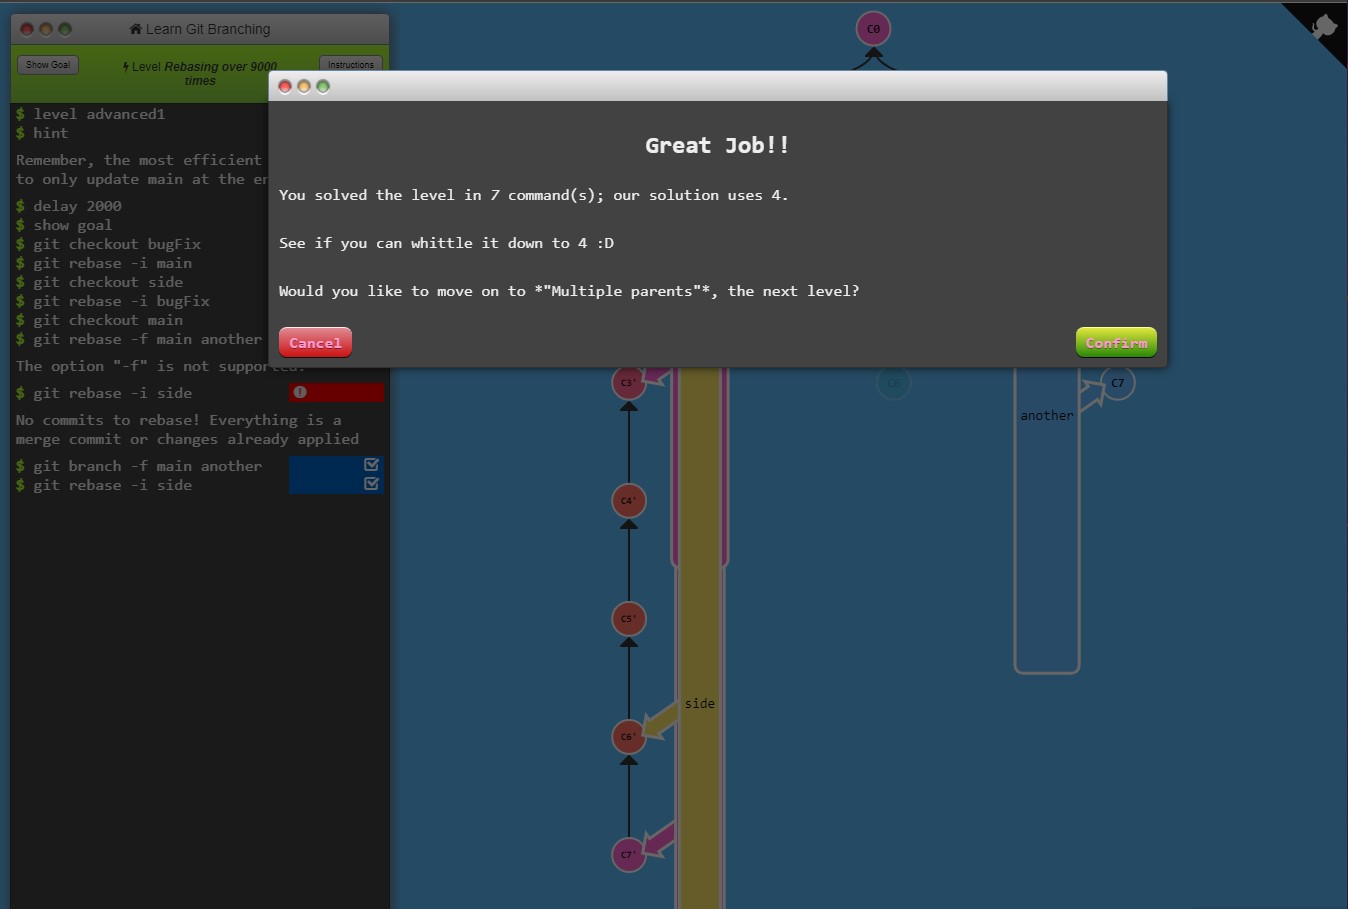 Learn Git Branching
Show Goal
Level Rebasing over 9000
times
Instructions
$ level advanced1
$ hint
Remember, the most efficient
to only update main at the en
$ delay 2000
$ show goal
$ git checkout bugFix
$ git rebase -i main
$ git checkout side
$ git rebase -i bugFix
$ git checkout main
$ git rebase -f main another
The option "-f" is not supported.
$ git rebase -i side
No commits to rebase! Everything is a
merge commit or changes already applied
$ git branch -f main another
$ git rebase -i side
Great Job!!
You solved the level in 7 command(s); our solution uses 4.
See if you can whittle it down to 4 :D
Would you like to move on to *"Multiple parents"*, the next level?
Cancel
Confirm
C0
C3'
C6
C7
another
C4'
C5'
side
C6'
C7'